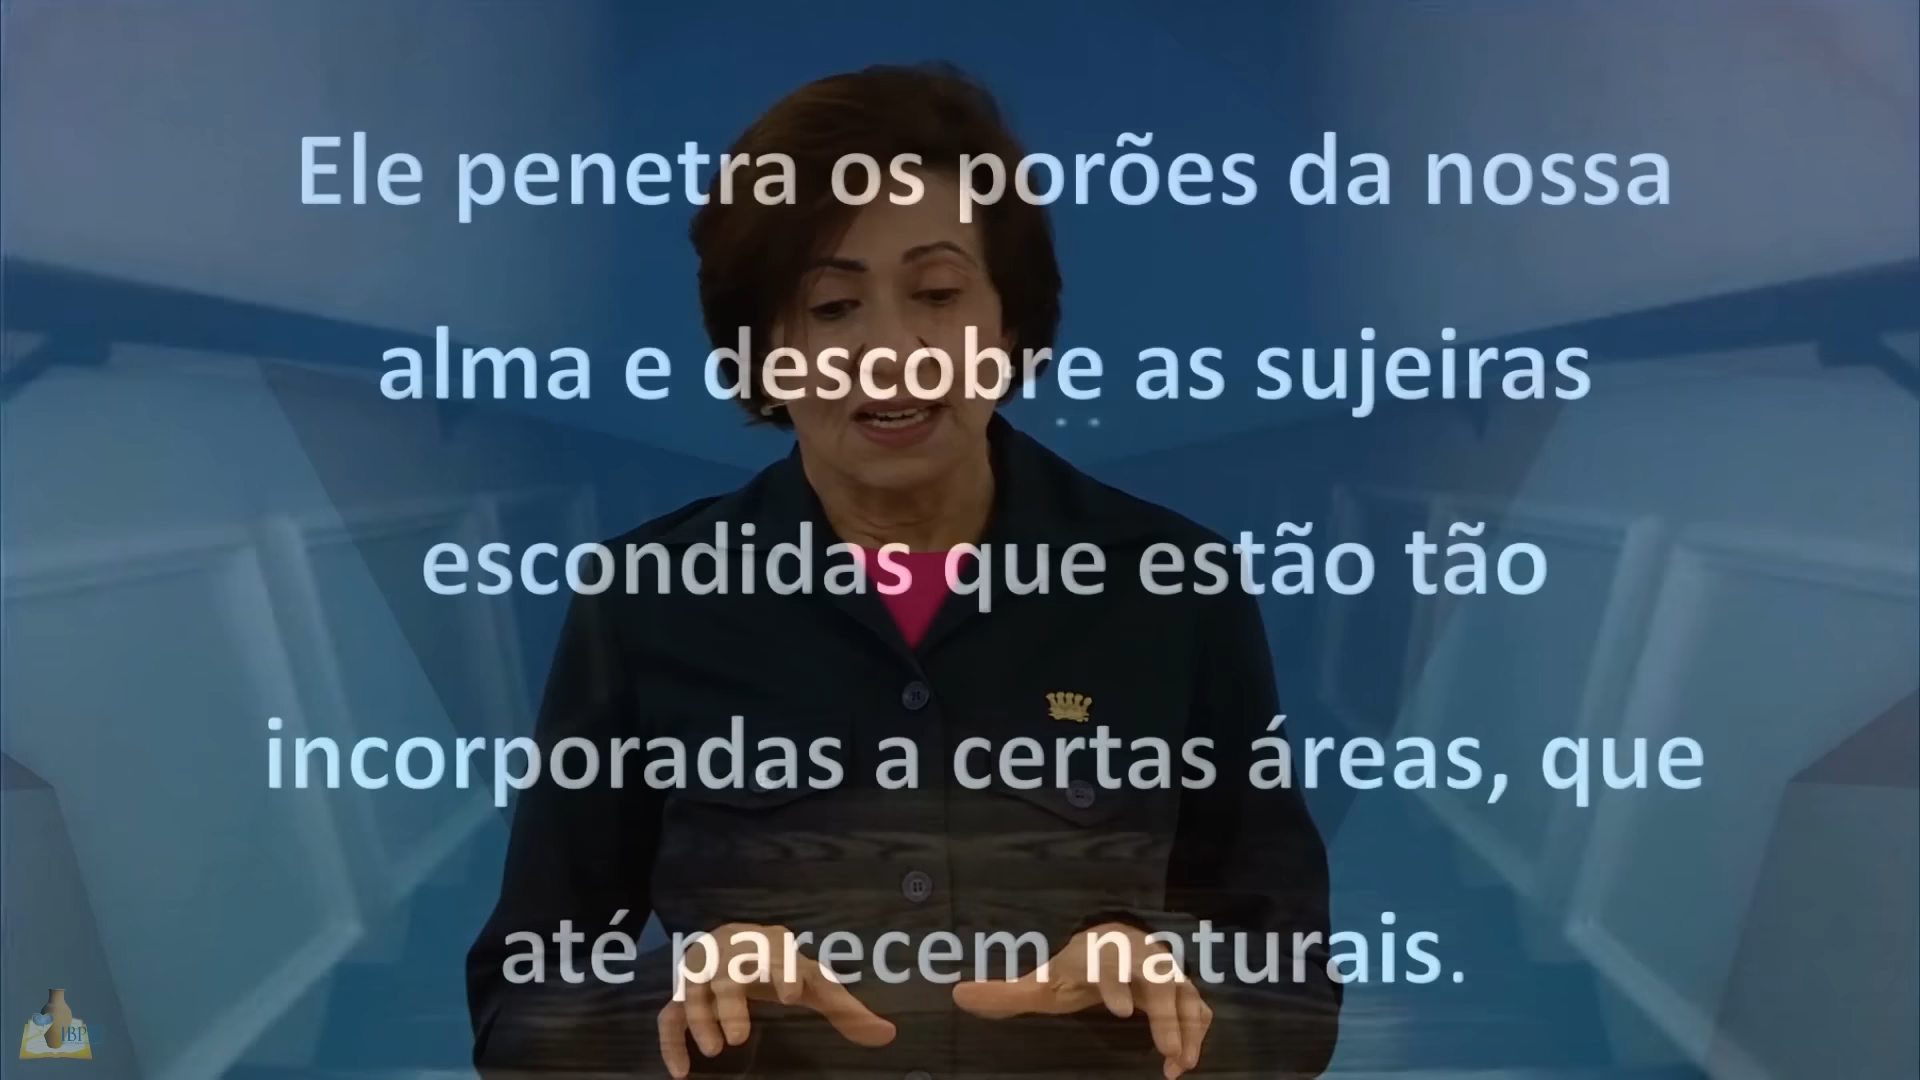 Ele penetra os porões da nossa
alma e descobre as sujeiras
escondidas que estão tão
incorporadas a certas áreas, que
até parecem naturais.